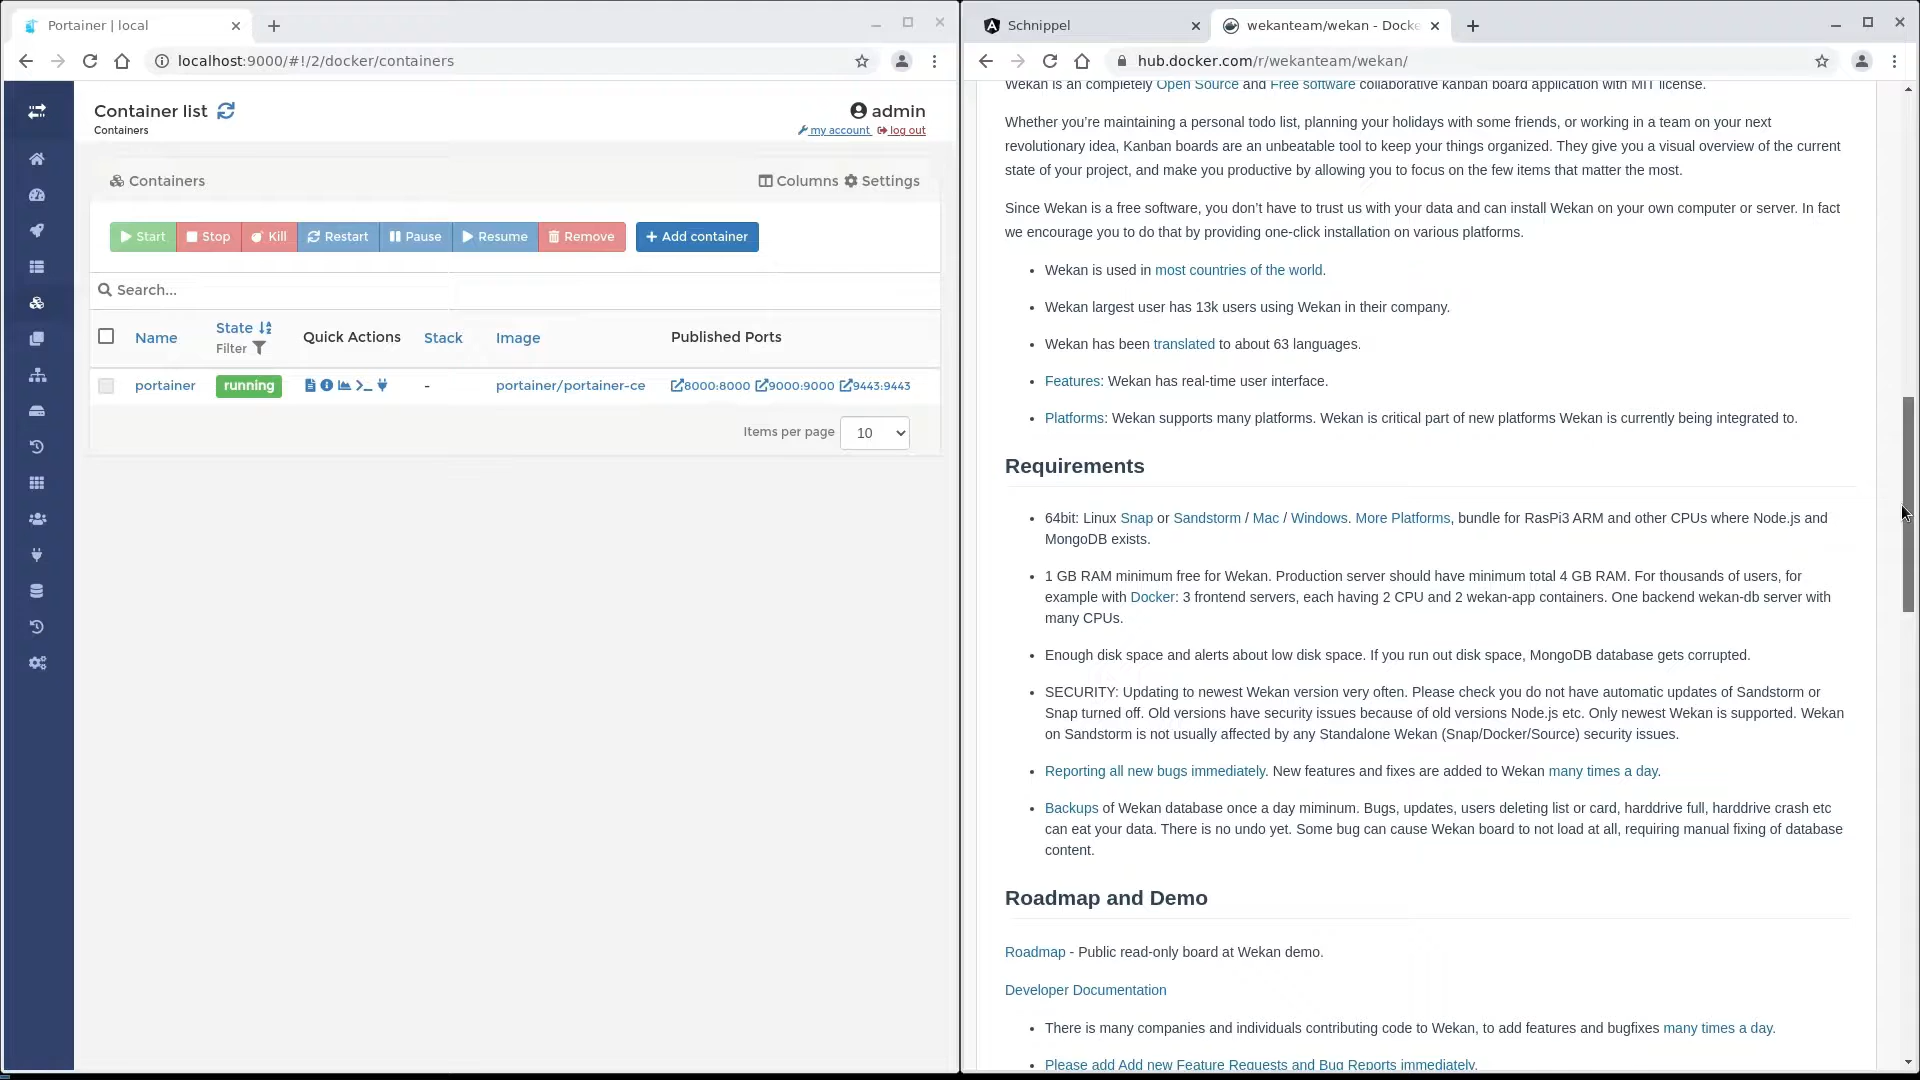 Portainer | local
localhost:9000/#!/2/docker/containers
Container list
Containers
admin
my account
log out
Containers
Columns
Settings
Start
Stop
Kill
Restart
Pause
Resume
Remove
+ Add container
Search...
Name
State
Filter
Quick Actions
Stack
Image
Published Ports
portainer
running
-
portainer/portainer-ce
8000:8000
9000:9000
9443:9443
Items per page
10
Schnippel
wekanteam/wekan - Docke
hub.docker.com/r/wekanteam/wekan/
Wekan is an completely Open Source and Free software collaborative kanban board application with MIT license.
Whether you’re maintaining a personal todo list, planning your holidays with some friends, or working in a team on your next
revolutionary idea, Kanban boards are an unbeatable tool to keep your things organized. They give you a visual overview of the current
state of your project, and make you productive by allowing you to focus on the few items that matter the most.
Since Wekan is a free software, you don’t have to trust us with your data and can install Wekan on your own computer or server. In fact
we encourage you to do that by providing one-click installation on various platforms.
• Wekan is used in most countries of the world.
• Wekan largest user has 13k users using Wekan in their company.
• Wekan has been translated to about 63 languages.
• Features: Wekan has real-time user interface.
• Platforms: Wekan supports many platforms. Wekan is critical part of new platforms Wekan is currently being integrated to.
Requirements
• 64bit: Linux Snap or Sandstorm / Mac / Windows. More Platforms, bundle for RasPi3 ARM and other CPUs where Node.js and
MongoDB exists.
• 1 GB RAM minimum free for Wekan. Production server should have minimum total 4 GB RAM. For thousands of users, for
example with Docker: 3 frontend servers, each having 2 CPU and 2 wekan-app containers. One backend wekan-db server with
many CPUs.
• Enough disk space and alerts about low disk space. If you run out disk space, MongoDB database gets corrupted.
• SECURITY: Updating to newest Wekan version very often. Please check you do not have automatic updates of Sandstorm or
Snap turned off. Old versions have security issues because of old versions Node.js etc. Only newest Wekan is supported. Wekan
on Sandstorm is not usually affected by any Standalone Wekan (Snap/Docker/Source) security issues.
• Reporting all new bugs immediately. New features and fixes are added to Wekan many times a day.
• Backups of Wekan database once a day miminum. Bugs, updates, users deleting list or card, harddrive full, harddrive crash etc
can eat your data. There is no undo yet. Some bug can cause Wekan board to not load at all, requiring manual fixing of database
content.
Roadmap and Demo
Roadmap - Public read-only board at Wekan demo.
Developer Documentation
• There is many companies and individuals contributing code to Wekan, to add features and bugfixes many times a day.
• Please add Add new Feature Requests and Bug Reports immediately.